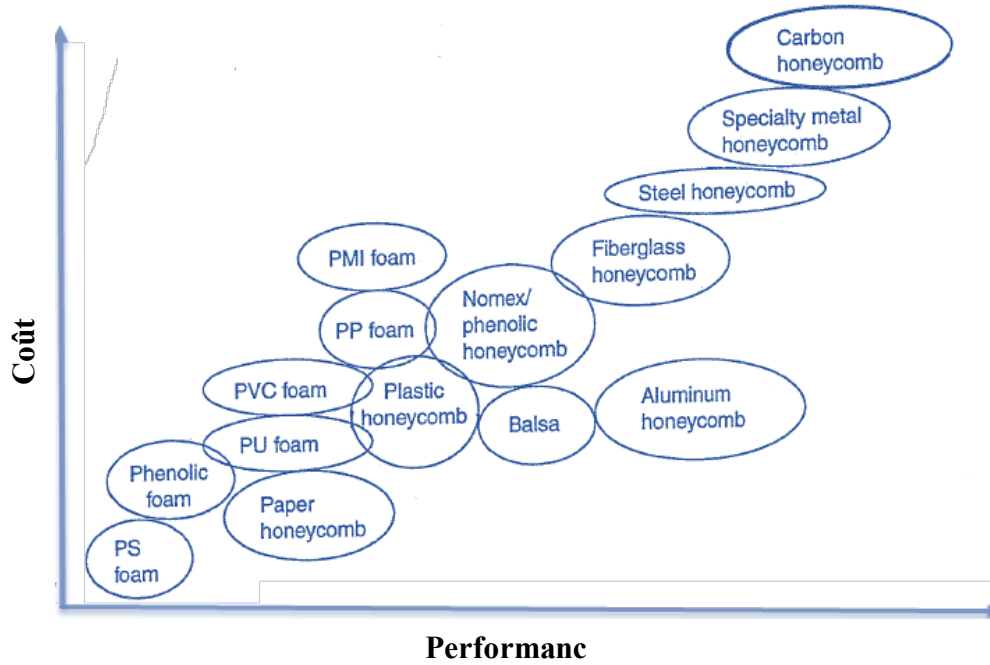 Carbon
honeycomb
Specialty metal
honeycomb
Steel honeycomb
PMI foam
Fiberglass
honeycomb
PP foam
Nomex/
phenolic
honeycomb
Coût
PVC foam
Plastic
honeycomb
Aluminum
honeycomb
Balsa
PU foam
Phenolic
foam
Paper
honeycomb
PS
foam
Performanc